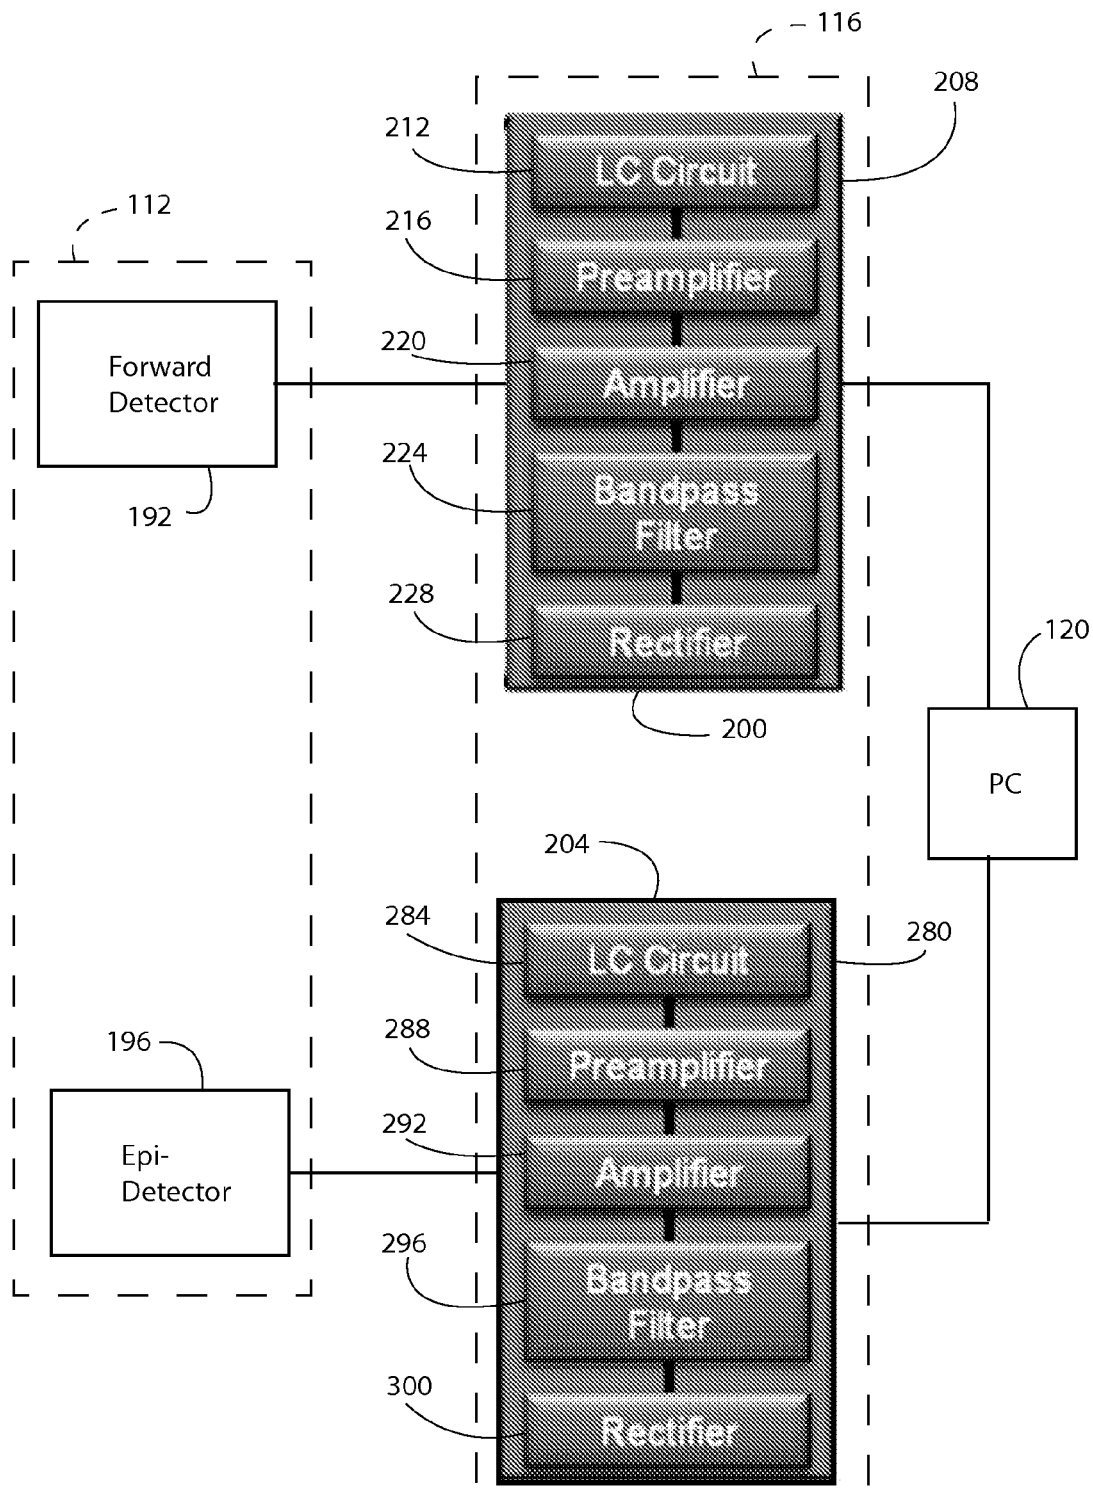 116
208
212
LC Circuit
112
216
Preamplifier
220
Forward
Detector
Amplifier
192
224
Bandpass
Filter
228
Rectifier
120
200
PC
204
284
280
LC Circuit
196
288
Preamplifier
292
Epi-
Detector
Amplifier
296
Bandpass
Filter
300
Rectifier